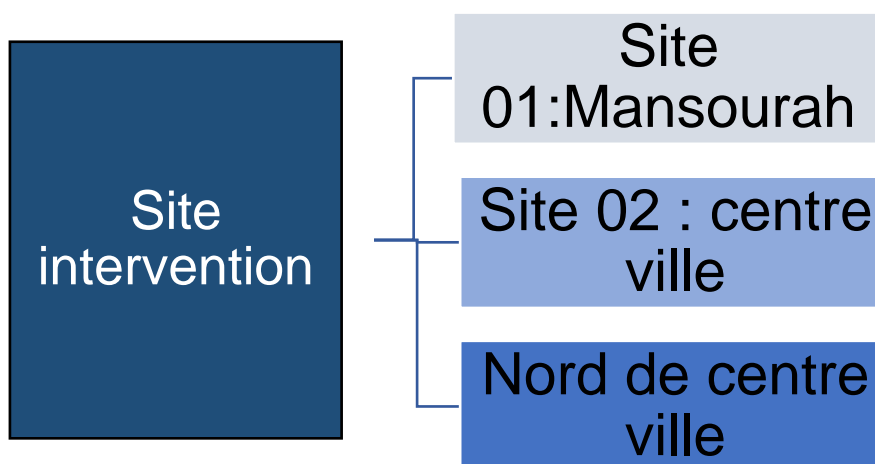 Site
intervention
Site
01:Mansourah
Site 02 : centre
ville
Nord de centre
ville